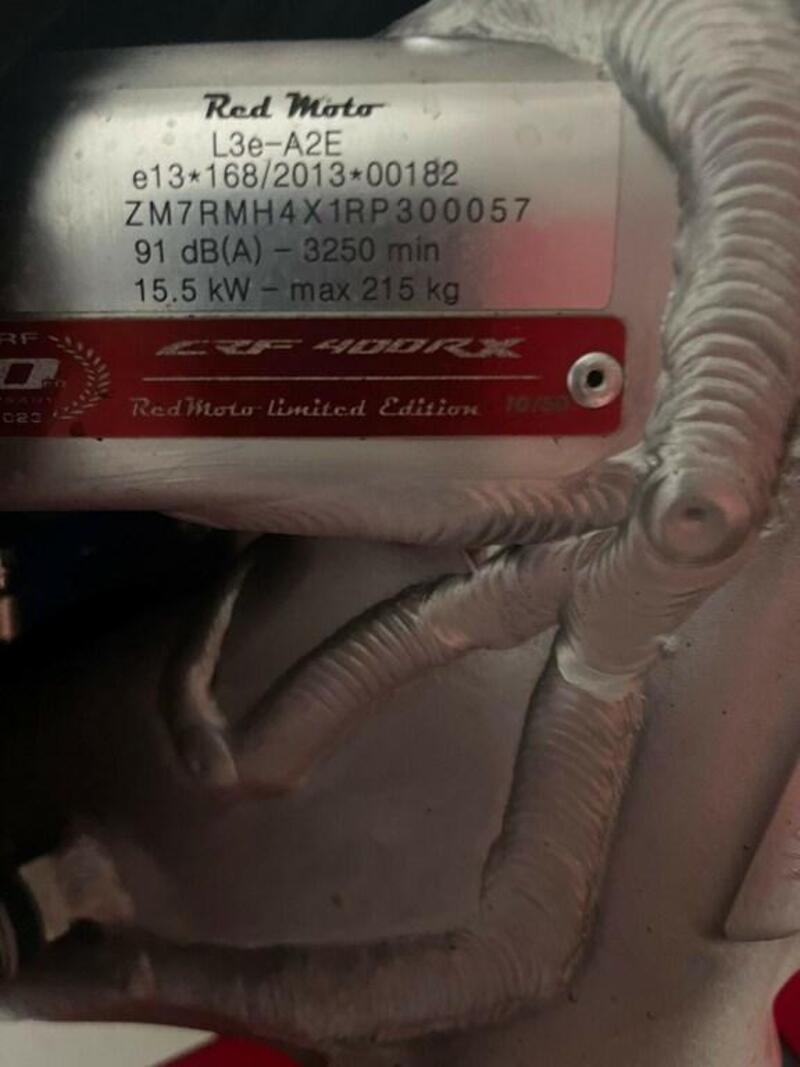 Red Moto
L3e-A2E
e13*168/2013*00182
ZM7RMH4X1RP300057
91 dB(A) - 3250 min
15.5 kW - max 215 kg
CRF 400RX
RedMoto limited Edition